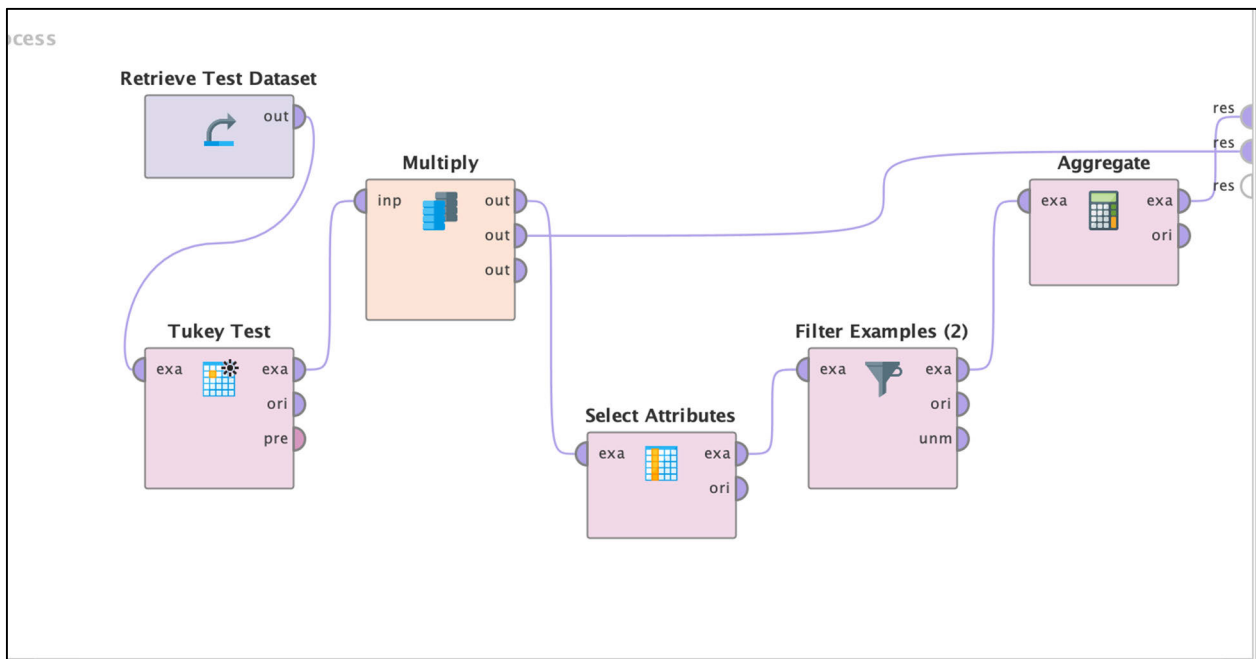 ocess
Retrieve Test Dataset
out
Multiply
inp out
out
out
res
res
res
Aggregate
exa exa
ori
Tukey Test
exa exa
ori
pre
Filter Examples (2)
exa exa
ori
unm
Select Attributes
exa exa
ori